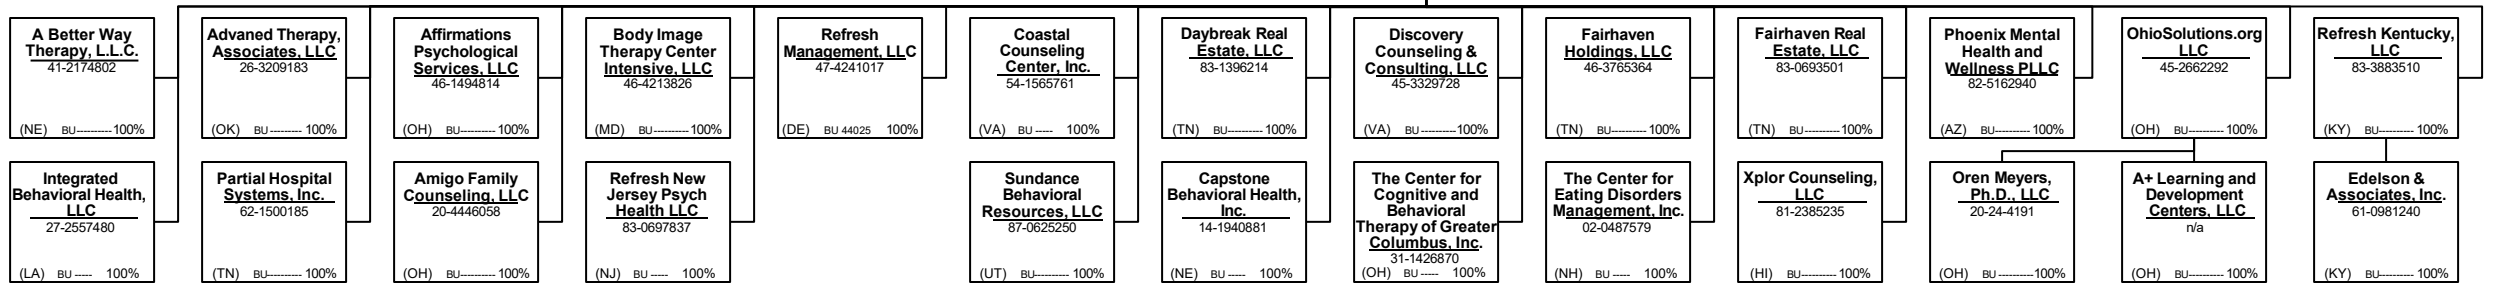 A Better Way
Therapy, L.L.C.
41-2174802
(NE) BU---------- 100%
Advaned Therapy,
Associates, LLC
26-3209183
(OK) BU --------- 100%
Affirmations
Psychological
Services, LLC
46-1494814
(OH) BU---------- 100%
Body Image
Therapy Center
Intensive, LLC
46-4213826
(MD) BU---------- 100%
Refresh
Management, LLC
47-4241017
(DE) BU 44025 100%
Coastal
Counseling
Center, Inc.
54-1565761
(VA) BU ----- 100%
Daybreak Real
Estate, LLC
83-1396214
(TN) BU---------- 100%
Discovery
Counseling &
Consulting, LLC
45-3329728
(VA) BU---------- 100%
Fairhaven
Holdings, LLC
46-3765364
(TN) BU---------- 100%
Fairhaven Real
Estate, LLC
83-0693501
(TN) BU---------- 100%
Phoenix Mental
Health and
Wellness PLLC
82-5162940
(AZ) BU---------- 100%
OhioSolutions.org
LLC
45-2662292
(OH) BU---------- 100%
Refresh Kentucky,
LLC
83-3883510
(KY) BU---------- 100%
Integrated
Behavioral Health,
LLC
27-2557480
(LA) BU ----- 100%
Partial Hospital
Systems, Inc.
62-1500185
(TN) BU---------- 100%
Amigo Family
Counseling, LLC
20-4446058
(OH) BU ----- 100%
Refresh New
Jersey Psych
Health LLC
83-0697837
(NJ) BU ----- 100%
Sundance
Behavioral
Resources, LLC
87-0625250
(UT) BU---------- 100%
Capstone
Behavioral Health,
Inc.
14-1940881
(NE) BU ----- 100%
The Center for
Cognitive and
Behavioral
Therapy of Greater
Columbus, Inc.
31-1426870
(OH) BU ----- 100%
The Center for
Eating Disorders
Management, Inc.
02-0487579
(NH) BU ----- 100%
Xplor Counseling,
LLC
81-2385235
(HI) BU---------- 100%
Oren Meyers,
Ph.D., LLC
20-24-4191
(OH) BU---------- 100%
A+ Learning and
Development
Centers, LLC
n/a
(OH) BU---------- 100%
Edelson &
Associates, Inc.
61-0981240
(KY) BU---------- 100%